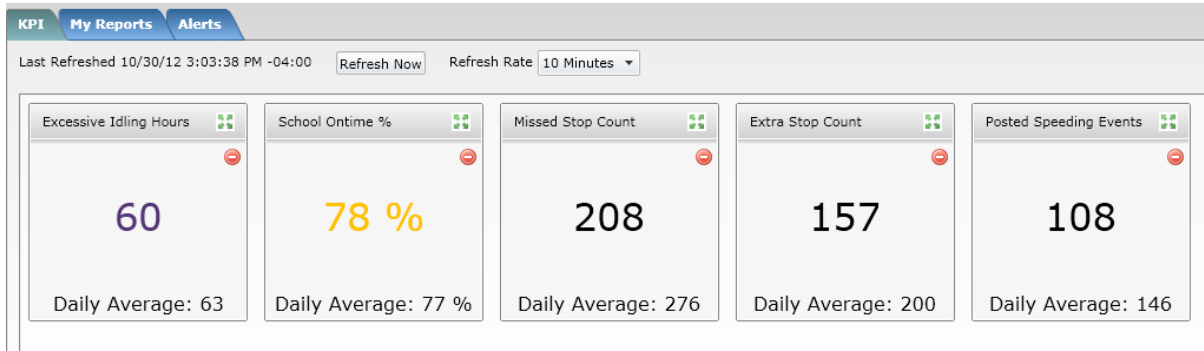 KPI My Reports Alerts
Last Refreshed 10/30/12 3:03:38 PM -04:00 Refresh Now Refresh Rate 10 Minutes
Excessive Idling Hours
60
Daily Average: 63
School Ontime %
78 %
Daily Average: 77 %
Missed Stop Count
208
Daily Average: 276
Extra Stop Count
157
Daily Average: 200
Posted Speeding Events
108
Daily Average: 146